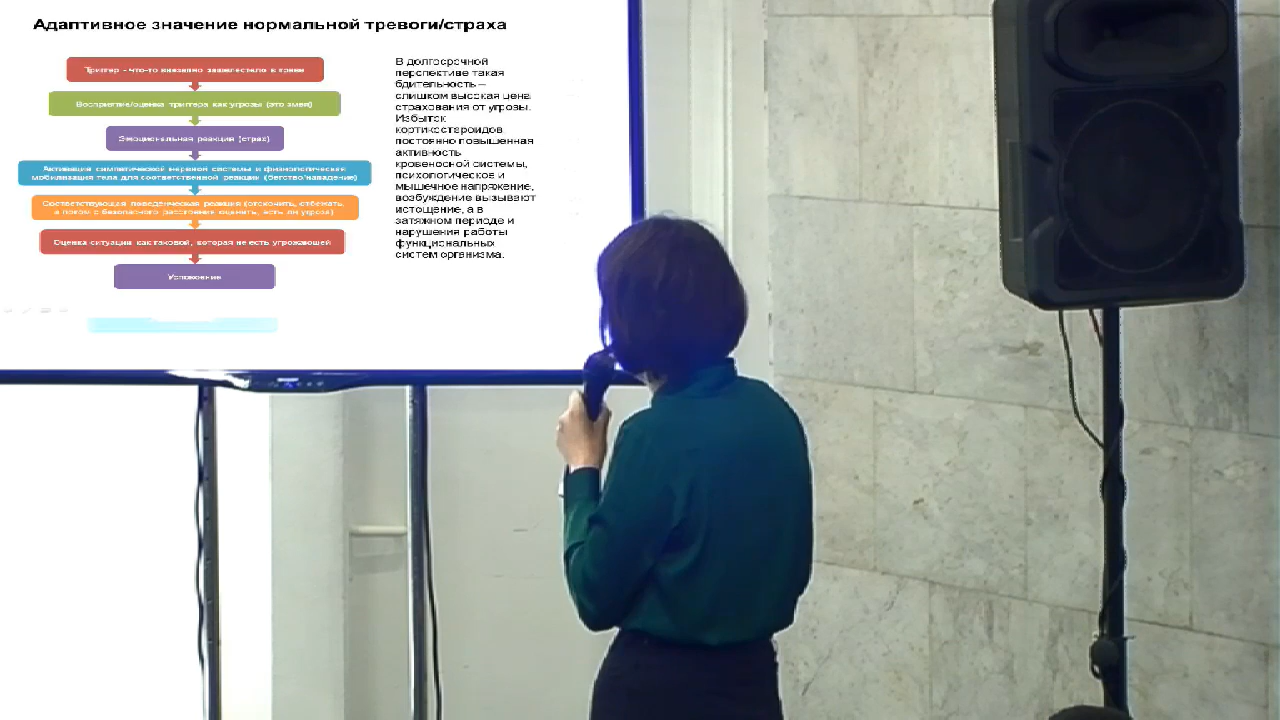 Адаптивное значение нормальной тревоги/страха
Триггер - что-то внезапно зашелестело в траве
Восприятие/оценка триггера как угрозы (это змея)
Эмоциональная реакция (страх)
Активация симпатической нервной системы и физиологическая
мобилизация тела для соответственной реакции (бегство/нападение)
Соответствующая поведенческая реакция (отскочить, отбежать,
а потом с безопасного расстояния оценить, есть ли угроза)
Оценка ситуации как таковой, которая не есть угрожающей
Успокоение
В долгосрочной
перспективе такая
бдительность –
слишком высокая цена
страхования от угрозы.
Избыток
кортикостероидов,
постоянно повышенная
активность
кровеносной системы,
психологическое и
мышечное напряжение,
возбуждение вызывают
истощение, а в
затяжном периоде и
нарушения работы
функциональных
систем организма.